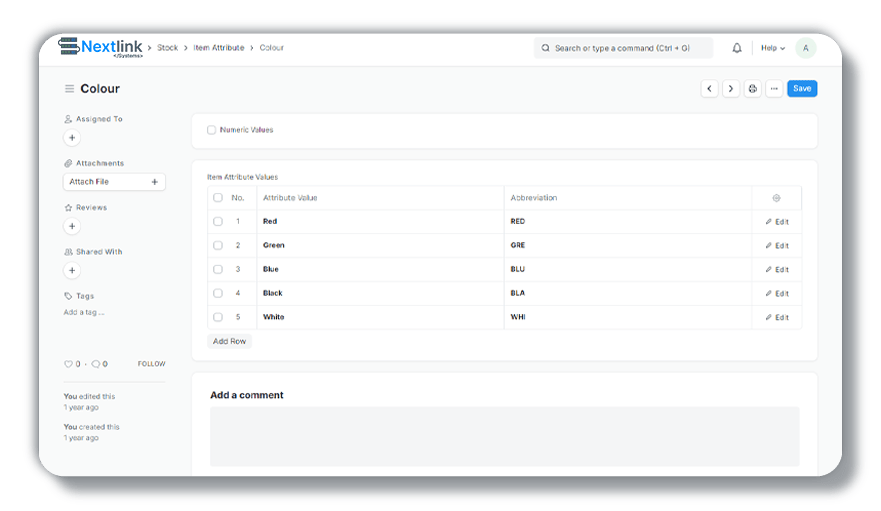 Nextlink > Stock > Item Attribute > Colour
</Systems>
Search or type a command (Ctrl + G)
Help
A
Colour
Save
Assigned To
+
Attachments
Attach File +
Reviews
+
Shared With
+
Tags
Add a tag ...
0 · 0 FOLLOW
You edited this
1 year ago
You created this
1 year ago
Numeric Values
Item Attribute Values
No. Attribute Value Abbreviation
1 Red RED Edit
2 Green GRE Edit
3 Blue BLU Edit
4 Black BLA Edit
5 White WHI Edit
Add Row
Add a comment